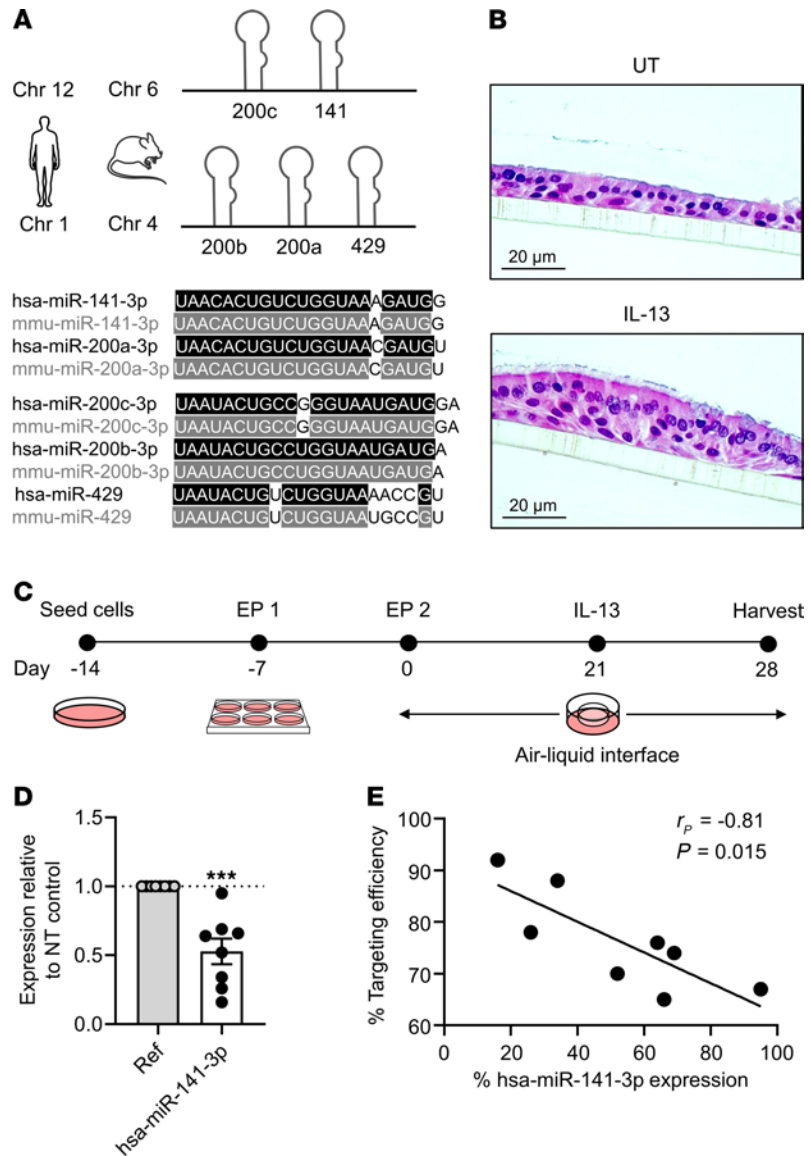 A
Chr 12 Chr 6
200c 141
Chr 1 Chr 4
200b 200a 429
hsa-miR-141-3p UAACACUGUCUGGUAAAGAUGG
mmu-miR-141-3p UAACACUGUCUGGUAAAGAUGG
hsa-miR-200a-3p UAACACUGUCUGGUAACGAUGU
mmu-miR-200a-3p UAACACUGUCUGGUAACGAUGU
hsa-miR-200c-3p UAAUACUGCCGGGUAAUGAUGGA
mmu-miR-200c-3p UAAUACUGCCGGGUAAUGAUGGA
hsa-miR-200b-3p UAAUACUGCCUGGUAAUGAUGA
mmu-miR-200b-3p UAAUACUGCCUGGUAAUGAUGA
hsa-miR-429 UAAUACUGUCUGGUAAAACCGU
mmu-miR-429 UAAUACUGUCUGGUAAUGCCGU
B
UT
20 µm
IL-13
20 µm
C
Seed cells EP 1 EP 2 IL-13 Harvest
Day -14 -7 0 21 28
Air-liquid interface
D
Expression relative
to NT control
1.5
1.0
0.5
0.0
***
Ref
hsa-miR-141-3p
E
% Targeting efficiency
100
90
80
70
60
r_P = -0.81
P = 0.015
0 20 40 60 80 100
% hsa-miR-141-3p expression